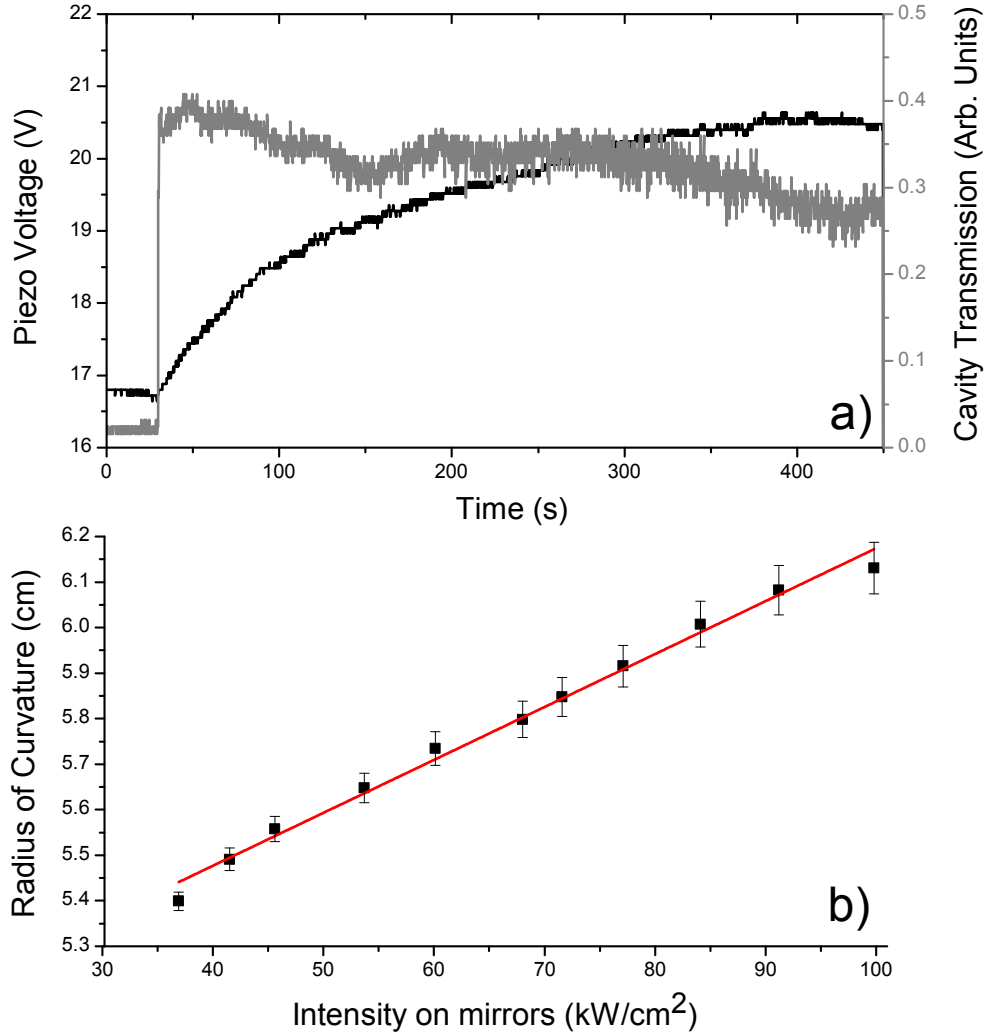 22
21
20
19
18
17
16
Piezo Voltage (V)
0.5
0.4
0.3
0.2
0.1
0.0
Cavity Transmission (Arb. Units)
a)
0 100 200 300 400
Time (s)
6.2
6.1
6.0
5.9
5.8
5.7
5.6
5.5
5.4
5.3
Radius of Curvature (cm)
b)
30 40 50 60 70 80 90 100
Intensity on mirrors (kW/cm²)